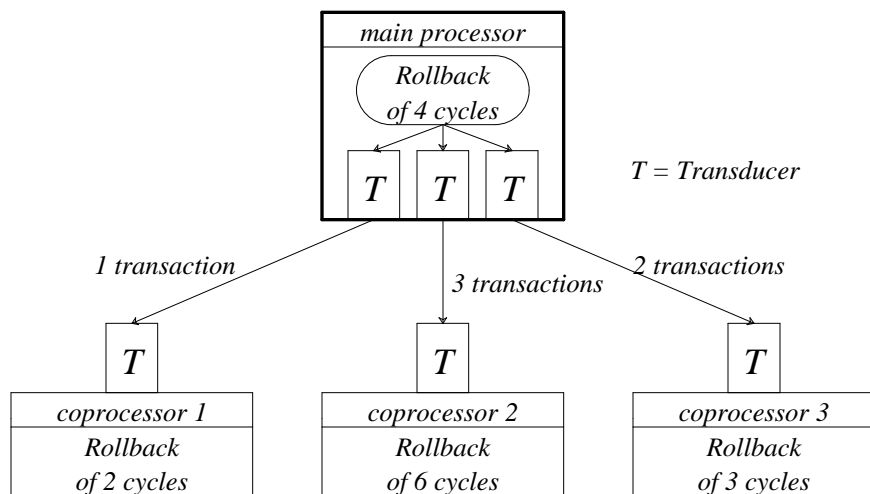 main processor
Rollback
of 4 cycles
T
T
T
T = Transducer
1 transaction
3 transactions
2 transactions
T
T
T
coprocessor 1
coprocessor 2
coprocessor 3
Rollback
of 2 cycles
Rollback
of 6 cycles
Rollback
of 3 cycles